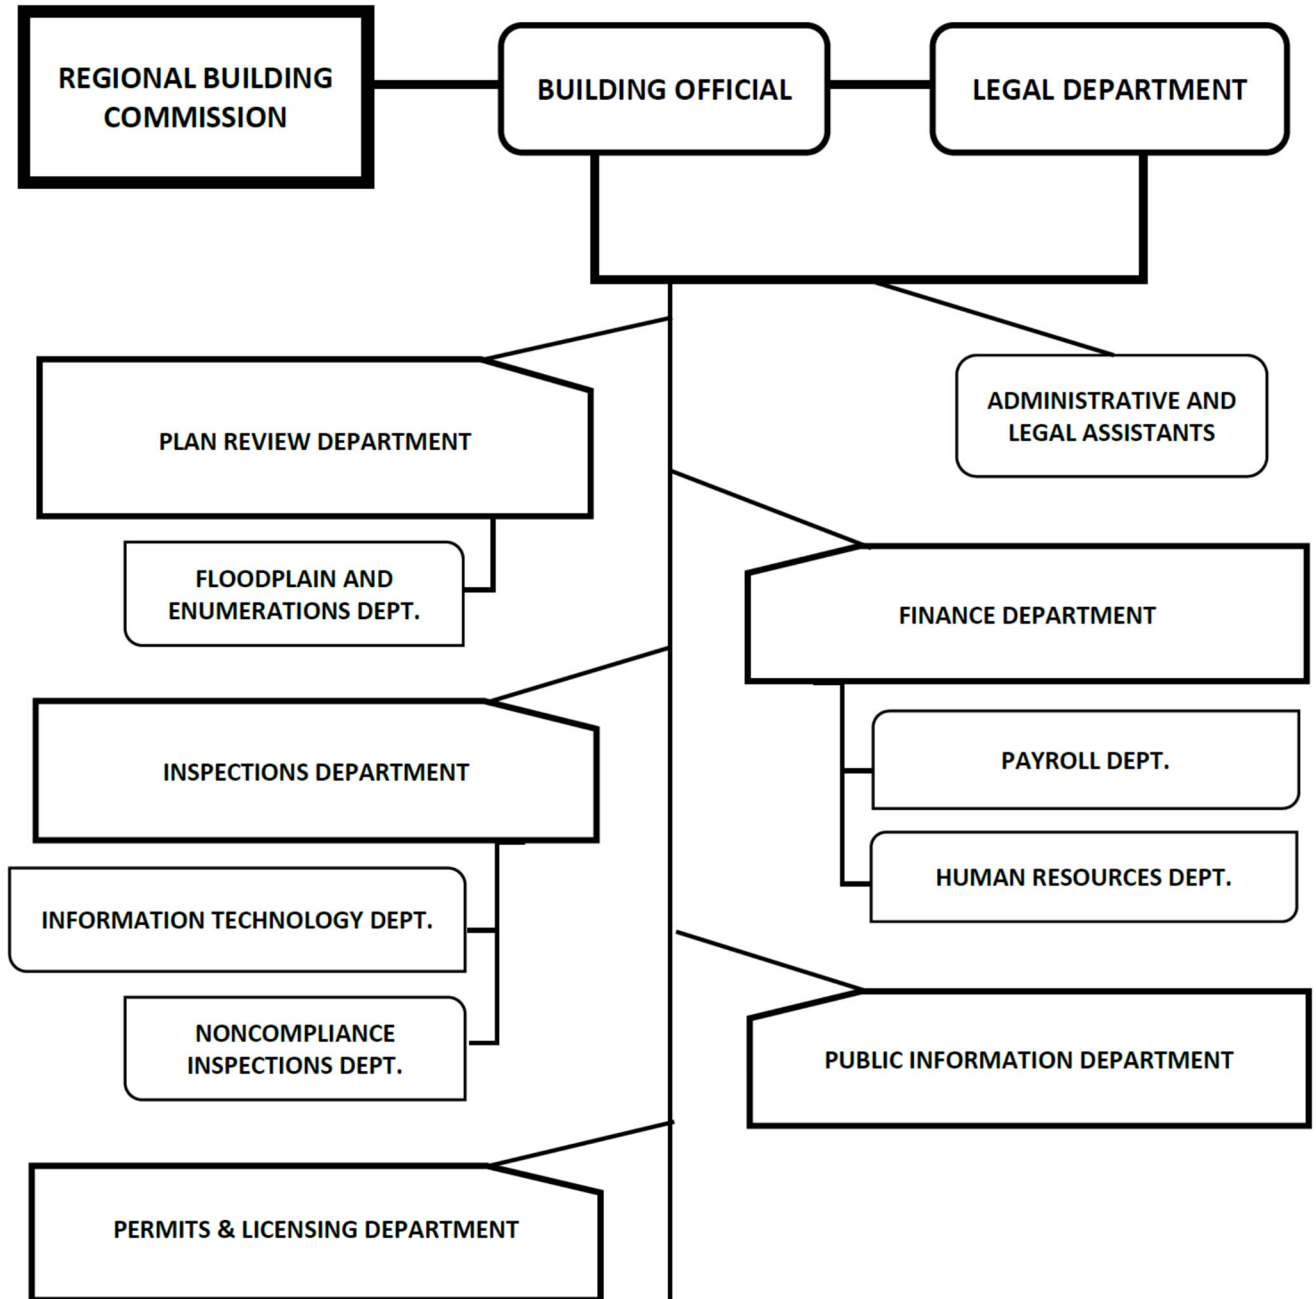 REGIONAL BUILDING
COMMISSION
BUILDING OFFICIAL
LEGAL DEPARTMENT
ADMINISTRATIVE AND
LEGAL ASSISTANTS
PLAN REVIEW DEPARTMENT
FLOODPLAIN AND
ENUMERATIONS DEPT.
FINANCE DEPARTMENT
PAYROLL DEPT.
HUMAN RESOURCES DEPT.
INSPECTIONS DEPARTMENT
INFORMATION TECHNOLOGY DEPT.
NONCOMPLIANCE
INSPECTIONS DEPT.
PUBLIC INFORMATION DEPARTMENT
PERMITS & LICENSING DEPARTMENT